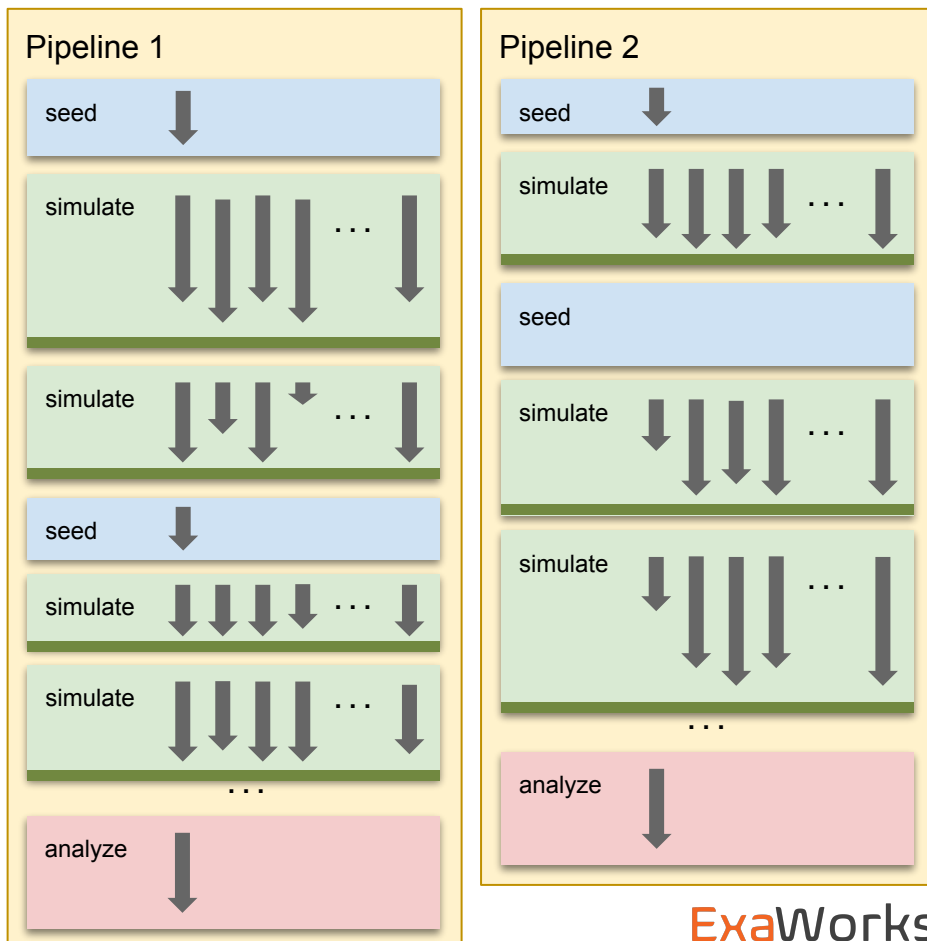 Pipeline 1
seed
simulate
. . .
simulate
. . .
seed
simulate
. . .
simulate
. . .
. . .
analyze
Pipeline 2
seed
simulate
. . .
seed
simulate
. . .
simulate
. . .
. . .
analyze
ExaWorks